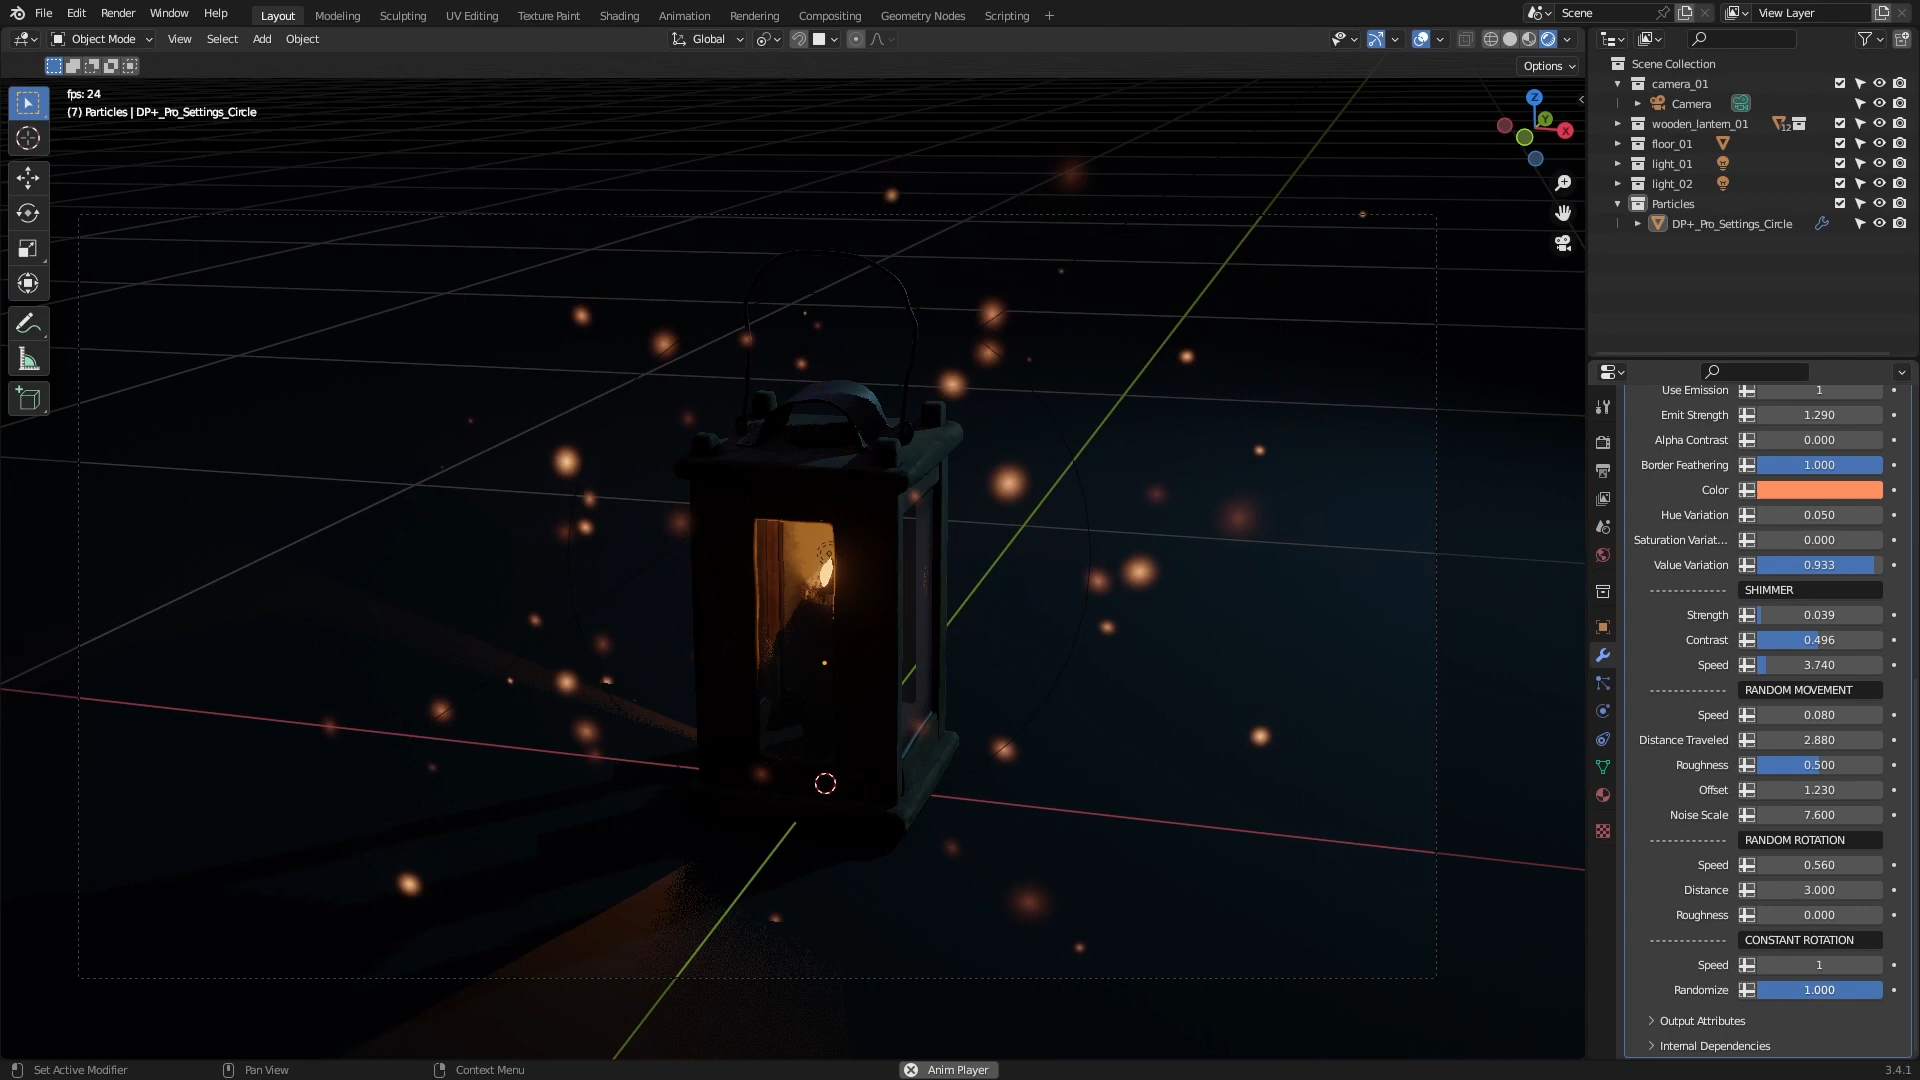 File Edit Render Window Help Layout Modeling Sculpting UV Editing Texture Paint Shading Animation Rendering Compositing Geometry Nodes Scripting + Scene View Layer
Object Mode View Select Add Object Global
Options
fps: 24
(7) Particles | DP+_Pro_Settings_Circle
Z
Y
X
Scene Collection
camera_01
Camera
wooden_lantern_01 12
floor_01
light_01
light_02
Particles
DP+_Pro_Settings_Circle
Use Emission 1
Emit Strength 1.290
Alpha Contrast 0.000
Border Feathering 1.000
Color
Hue Variation 0.050
Saturation Variat... 0.000
Value Variation 0.933
------------ SHIMMER
Strength 0.039
Contrast 0.496
Speed 3.740
------------ RANDOM MOVEMENT
Speed 0.080
Distance Traveled 2.880
Roughness 0.500
Offset 1.230
Noise Scale 7.600
------------ RANDOM ROTATION
Speed 0.560
Distance 3.000
Roughness 0.000
------------ CONSTANT ROTATION
Speed 1
Randomize 1.000
Output Attributes
Internal Dependencies
Set Active Modifier Pan View Context Menu Anim Player 3.4.1